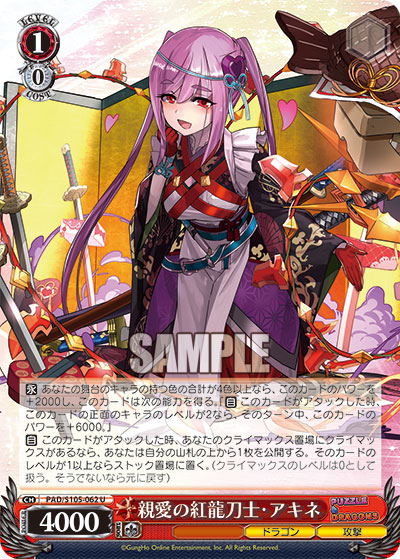 LEVEL
1
0
COST
SAMPLE
永 あなたの舞台のキャラの持つ色の合計が4色以上なら、このカードのパワーを
+2000し、このカードは次の能力を得る。『自 このカードがアタックした時、
このカードの正面のキャラのレベルが2なら、そのターン中、このカードのパワー
を+6000。』
自 このカードがアタックした時、あなたのクライマックス置場にクライマッ
クスがあるなら、あなたは自分の山札の上から1枚を公開する。そのカードの
レベルが1以上ならストック置場に置く。(クライマックスのレベルは0として
扱う。そうでないなら元に戻す)
CH PAD/S105-062 U
4000
POWER
親愛の紅龍刀士・アキネ
PUZZLE & DRAGONS
ドラゴン
攻撃
©GungHo Online Entertainment, Inc. All Rights Reserved.